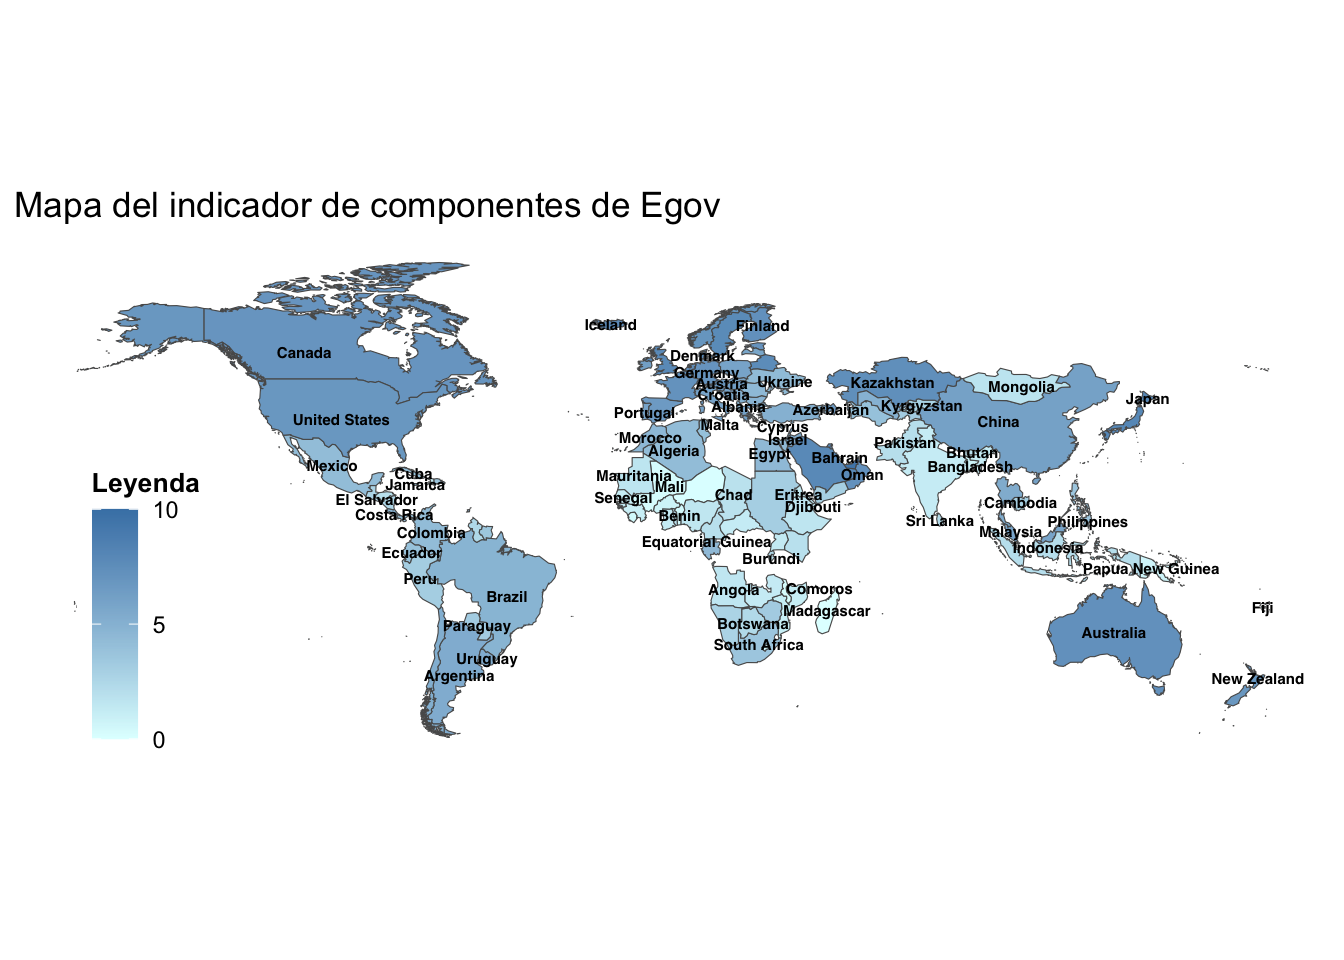 Mapa del indicador de componentes de Egov
Iceland
Finland
Canada
Denmark
Germany
Austria
Ukraine
Kazakhstan
Mongolia
Croatia
Albania
Azerbaijan
Kyrgyzstan
Japan
United States
Portugal
Malta
Cyprus
China
Morocco
Israel
Pakistan
Algeria
Egypt
Bahrain
Bhutan
Bangladesh
Mexico
Cuba
Jamaica
Mauritania
Mali
Oman
Leyenda
El Salvador
Senegal
Chad
Eritrea
Djibouti
Cambodia
10
Costa Rica
Benin
Sri Lanka
Philippines
Colombia
Equatorial Guinea
Malaysia
Ecuador
Burundi
Indonesia
Peru
Papua New Guinea
Brazil
Angola
Comoros
Madagascar
Fiji
5
Paraguay
Botswana
Australia
South Africa
Uruguay
Argentina
New Zealand
0